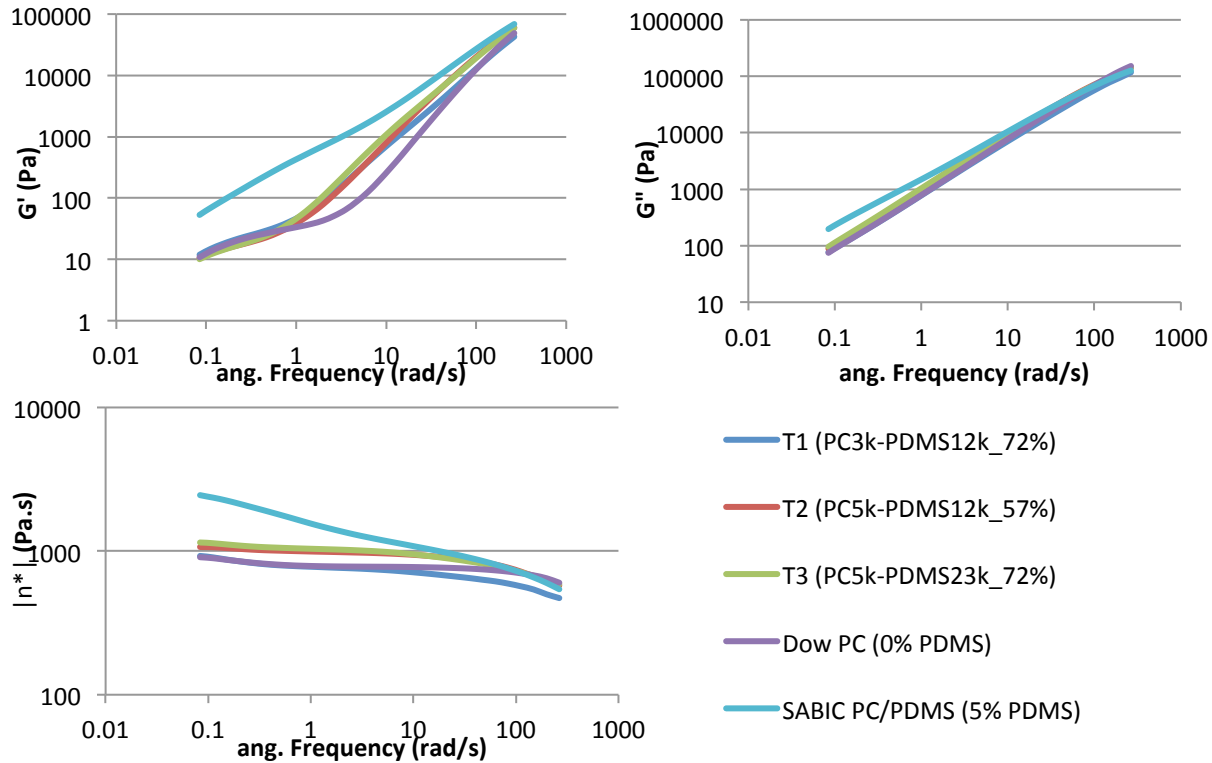 100000
10000
1000
100
10
1
G' (Pa)
0.01 0.1 1 10 100 1000
ang. Frequency (rad/s)
1000000
100000
10000
1000
100
10
G'' (Pa)
0.01 0.1 1 10 100 1000
ang. Frequency (rad/s)
10000
1000
100
|n* | (Pa.s)
0.01 0.1 1 10 100 1000
ang. Frequency (rad/s)
T1 (PC3k-PDMS12k_72%)
T2 (PC5k-PDMS12k_57%)
T3 (PC5k-PDMS23k_72%)
Dow PC (0% PDMS)
SABIC PC/PDMS (5% PDMS)